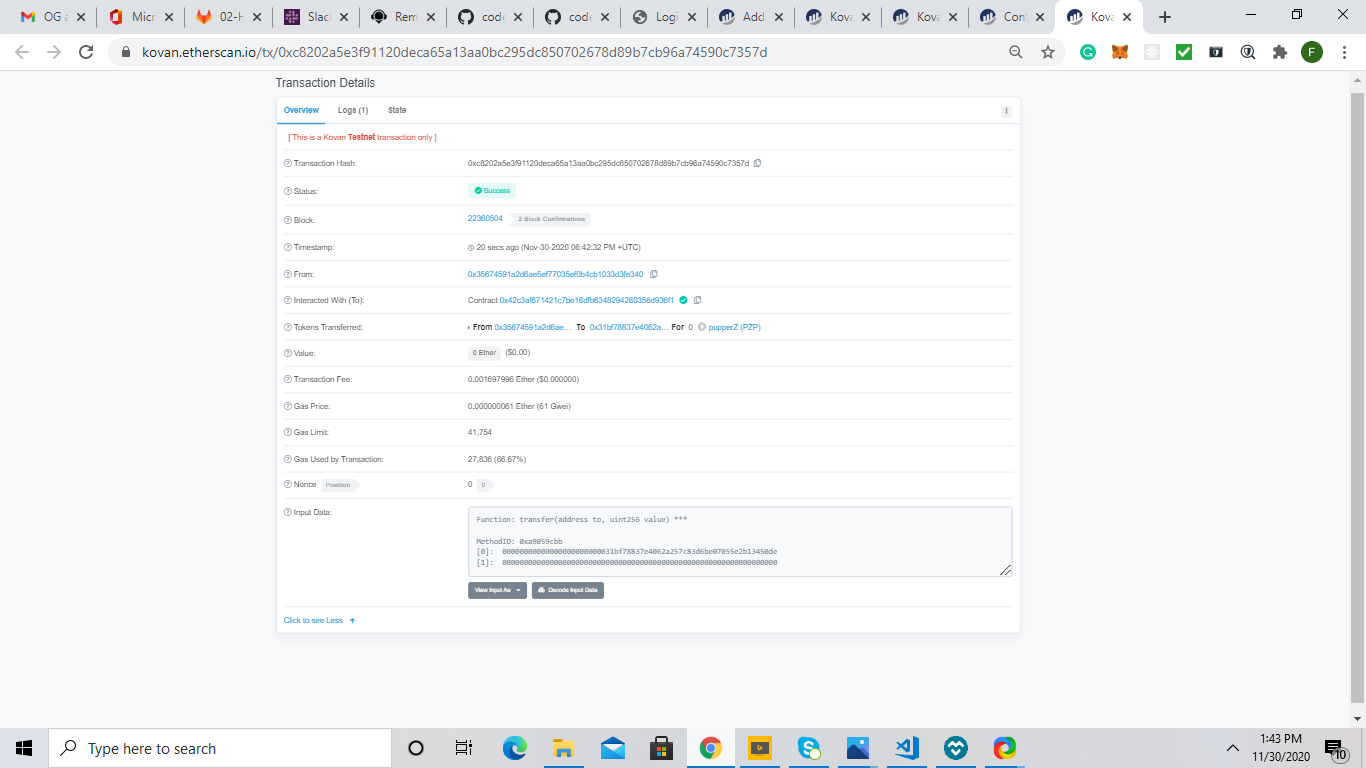 OG a
Micr
02-H
Slac
Rem
code
code
Logi
Add
Kova
Kova
Cont
Kova
kovan.etherscan.io/tx/0xc8202a5e3f91120deca65a13aa0bc295dc850702678d89b7cb96a74590c7357d
F
Transaction Details
Overview Logs (1) State
[ This is a Kovan Testnet transaction only ]
Transaction Hash: 0xc8202a5e3f91120deca65a13aa0bc295dc850702678d89b7cb96a74590c7357d
Status: Success
Block: 22360504 2 Block Confirmations
Timestamp: 20 secs ago (Nov-30-2020 06:42:32 PM +UTC)
From: 0x35674591a2d6ae5ef77035ef0b4cb1033d3fe340
Interacted With (To): Contract 0x42c3af671421c7be16dfb6348294260356d936f1
Tokens Transferred: From 0x35674591a2d6ae... To 0x31bf78837e4062a... For 0 pupperZ (PZP)
Value: 0 Ether ($0.00)
Transaction Fee: 0.001697996 Ether ($0.000000)
Gas Price: 0.000000061 Ether (61 Gwei)
Gas Limit: 41,754
Gas Used by Transaction: 27,836 (66.67%)
Nonce Position 0 0
Input Data: Function: transfer(address to, uint256 value) ***
MethodID: 0xa9059cbb
[0]: 00000000000000000000000031bf78837e4062a257c83d6be07055e2b13450de
[1]: 0000000000000000000000000000000000000000000000000000000000000000
View Input As Decode Input Data
Click to see Less
Type here to search
1:43 PM
11/30/2020
10